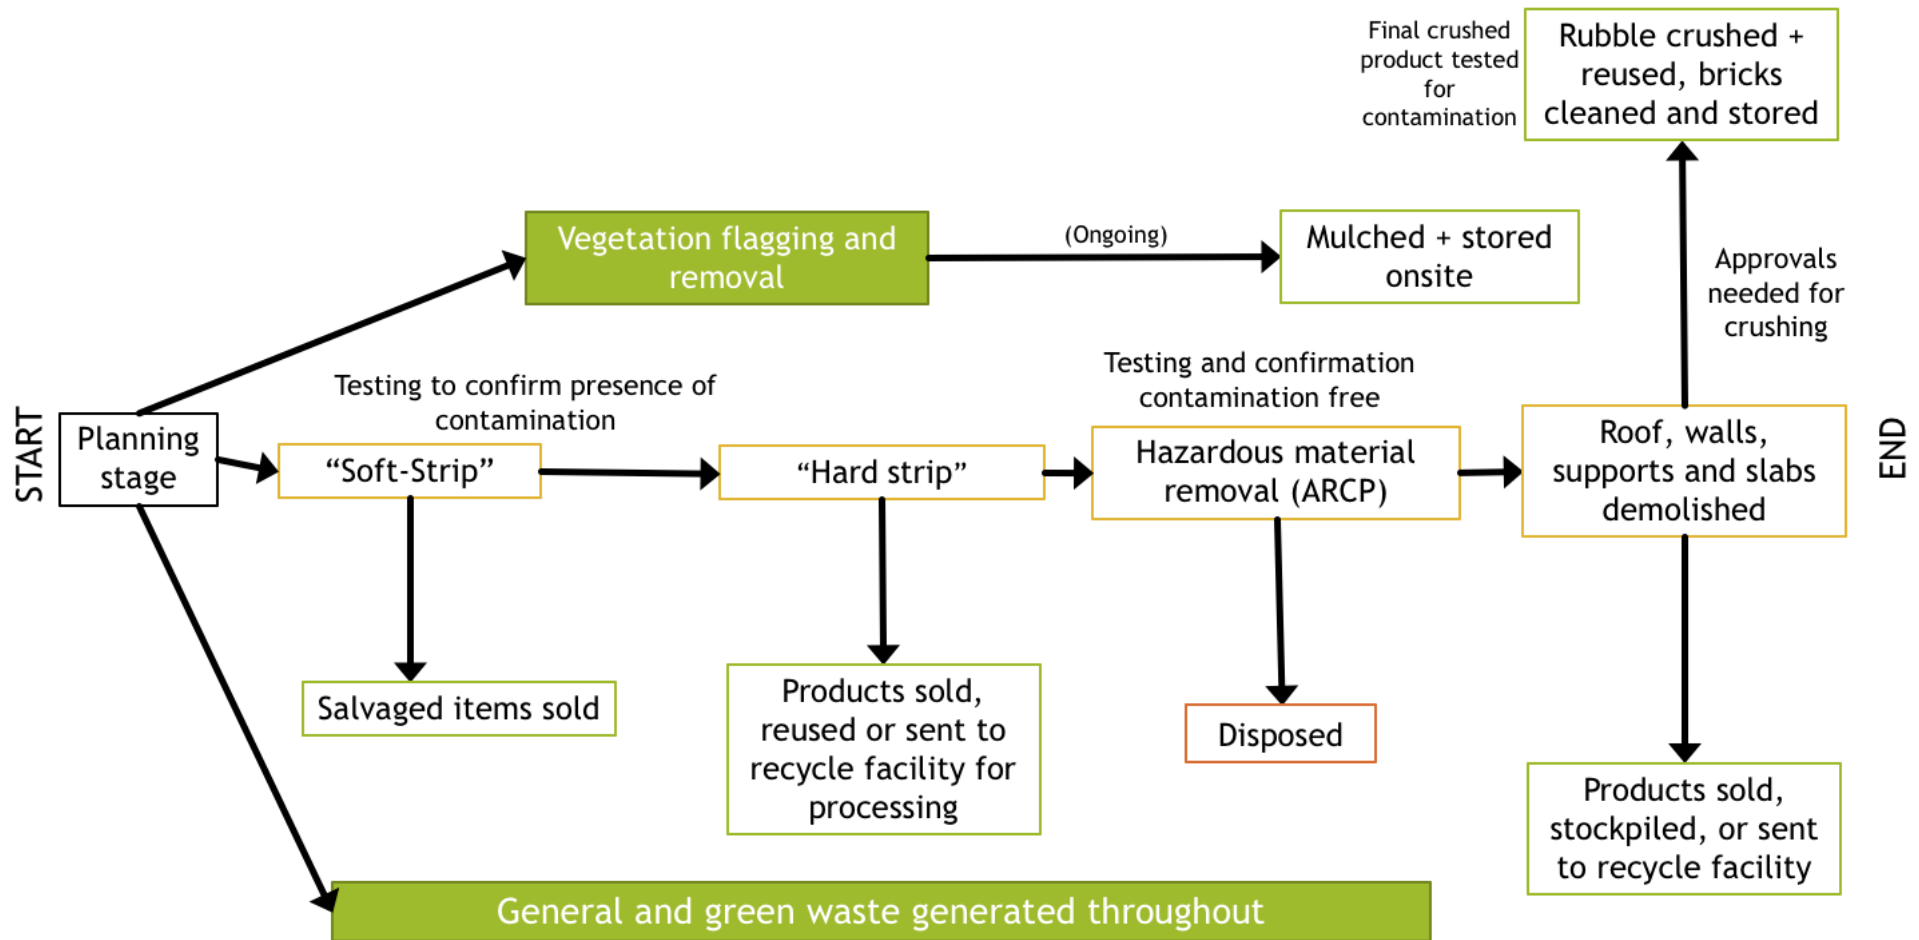 Final crushed
product tested
for
contamination
Rubble crushed +
reused, bricks
cleaned and stored
Vegetation flagging and
removal
(Ongoing)
Mulched + stored
onsite
Approvals
needed for
crushing
START
Planning
stage
Testing to confirm presence of
contamination
“Soft-Strip”
“Hard strip”
Testing and confirmation
contamination free
Hazardous material
removal (ARCP)
Roof, walls,
supports and slabs
demolished
END
Salvaged items sold
Products sold,
reused or sent to
recycle facility for
processing
Disposed
Products sold,
stockpiled, or sent
to recycle facility
General and green waste generated throughout